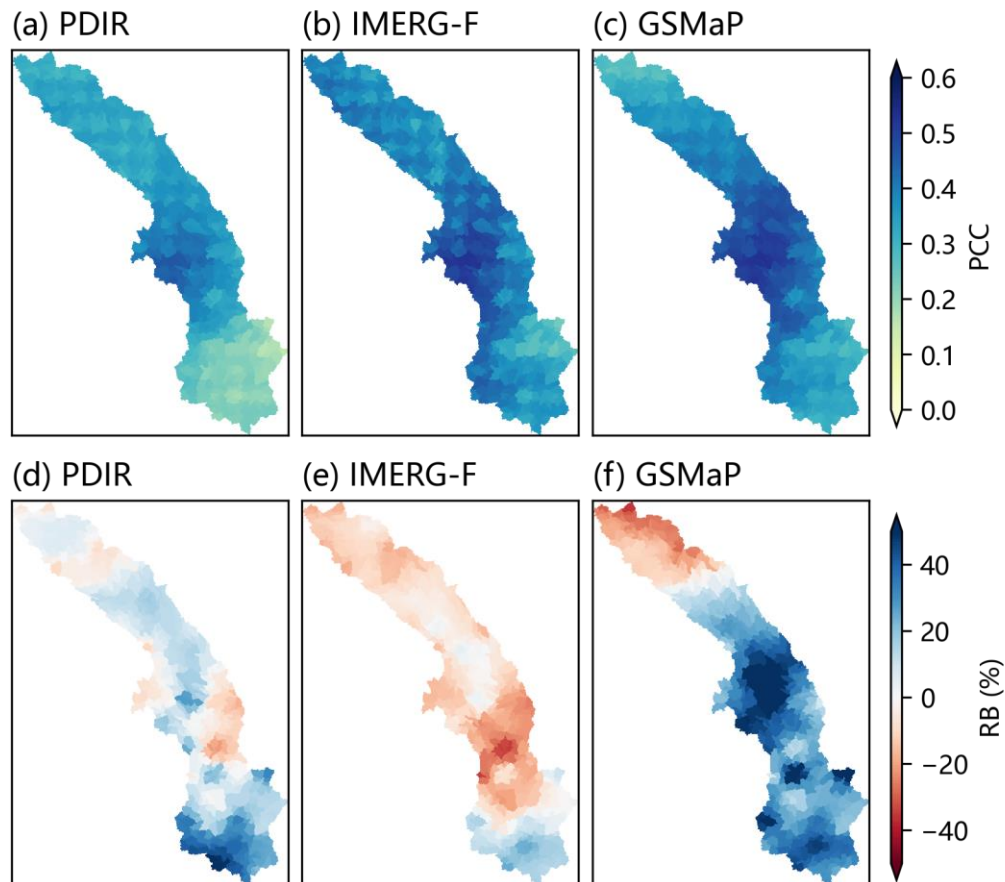 (a) PDIR
(b) IMERG-F
(c) GSMaP
0.6
0.5
0.4
0.3
0.2
0.1
0.0
PCC
(d) PDIR
(e) IMERG-F
(f) GSMaP
40
20
0
−20
−40
RB (%)